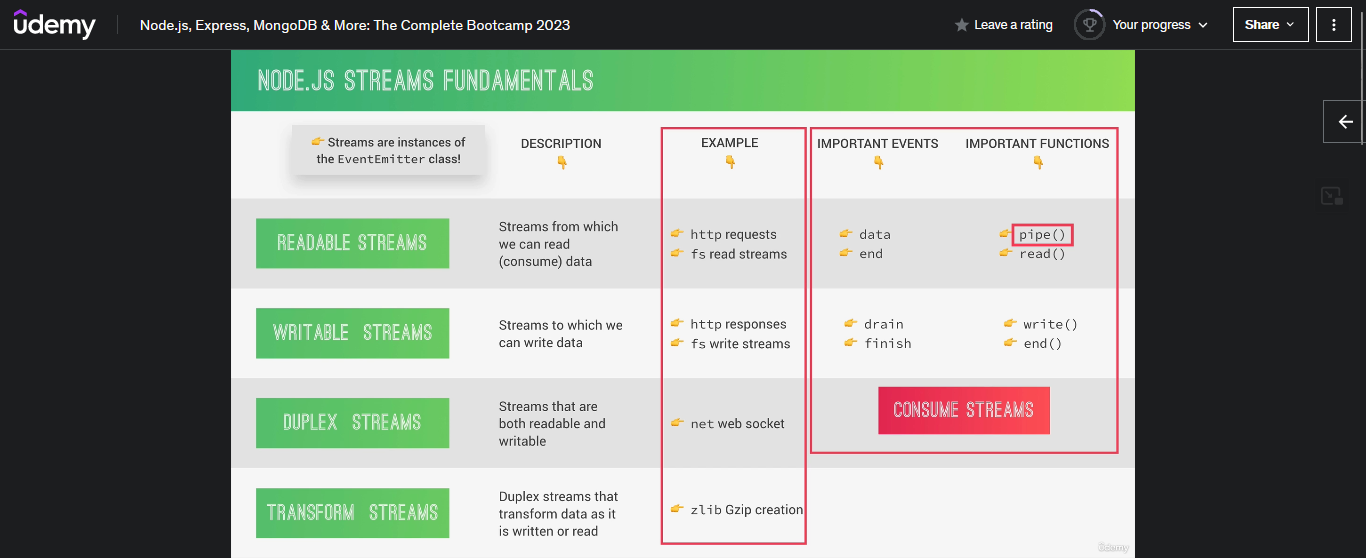 ûdemy
Node.js, Express, MongoDB & More: The Complete Bootcamp 2023
Leave a rating
Your progress
Share
NODE.JS STREAMS FUNDAMENTALS
👉 Streams are instances of
the EventEmitter class!
DESCRIPTION
👇
EXAMPLE
👇
IMPORTANT EVENTS
👇
IMPORTANT FUNCTIONS
👇
READABLE STREAMS
Streams from which
we can read
(consume) data
👉 http requests
👉 fs read streams
👉 data
👉 end
👉 pipe()
👉 read()
WRITABLE STREAMS
Streams to which we
can write data
👉 http responses
👉 fs write streams
👉 drain
👉 finish
👉 write()
👉 end()
DUPLEX STREAMS
Streams that are
both readable and
writable
👉 net web socket
CONSUME STREAMS
TRANSFORM STREAMS
Duplex streams that
transform data as it
is written or read
👉 zlib Gzip creation
ûdemy